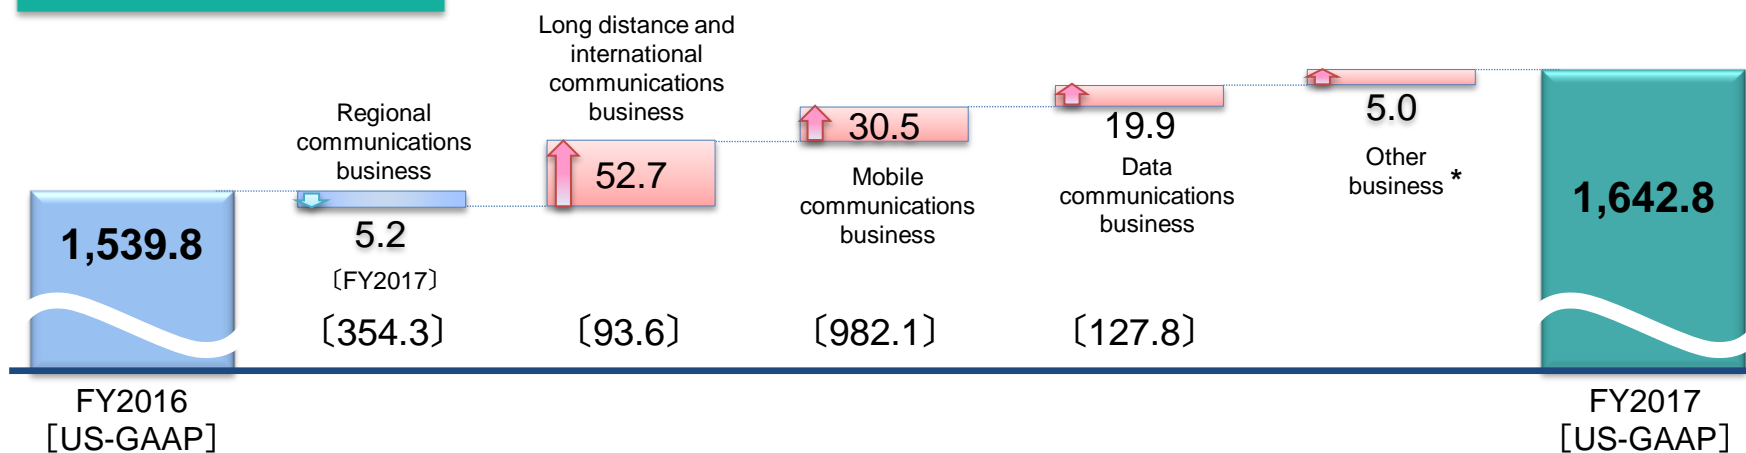 Long distance and
international
communications
business
Regional
communications
business
30.5
19.9
5.0
52.7
Mobile
communications
business
Data
communications
business
Other
business *
1,539.8
5.2
1,642.8
〔FY2017〕
〔354.3〕
〔93.6〕
〔982.1〕
〔127.8〕
FY2016
［US-GAAP］
FY2017
［US-GAAP］